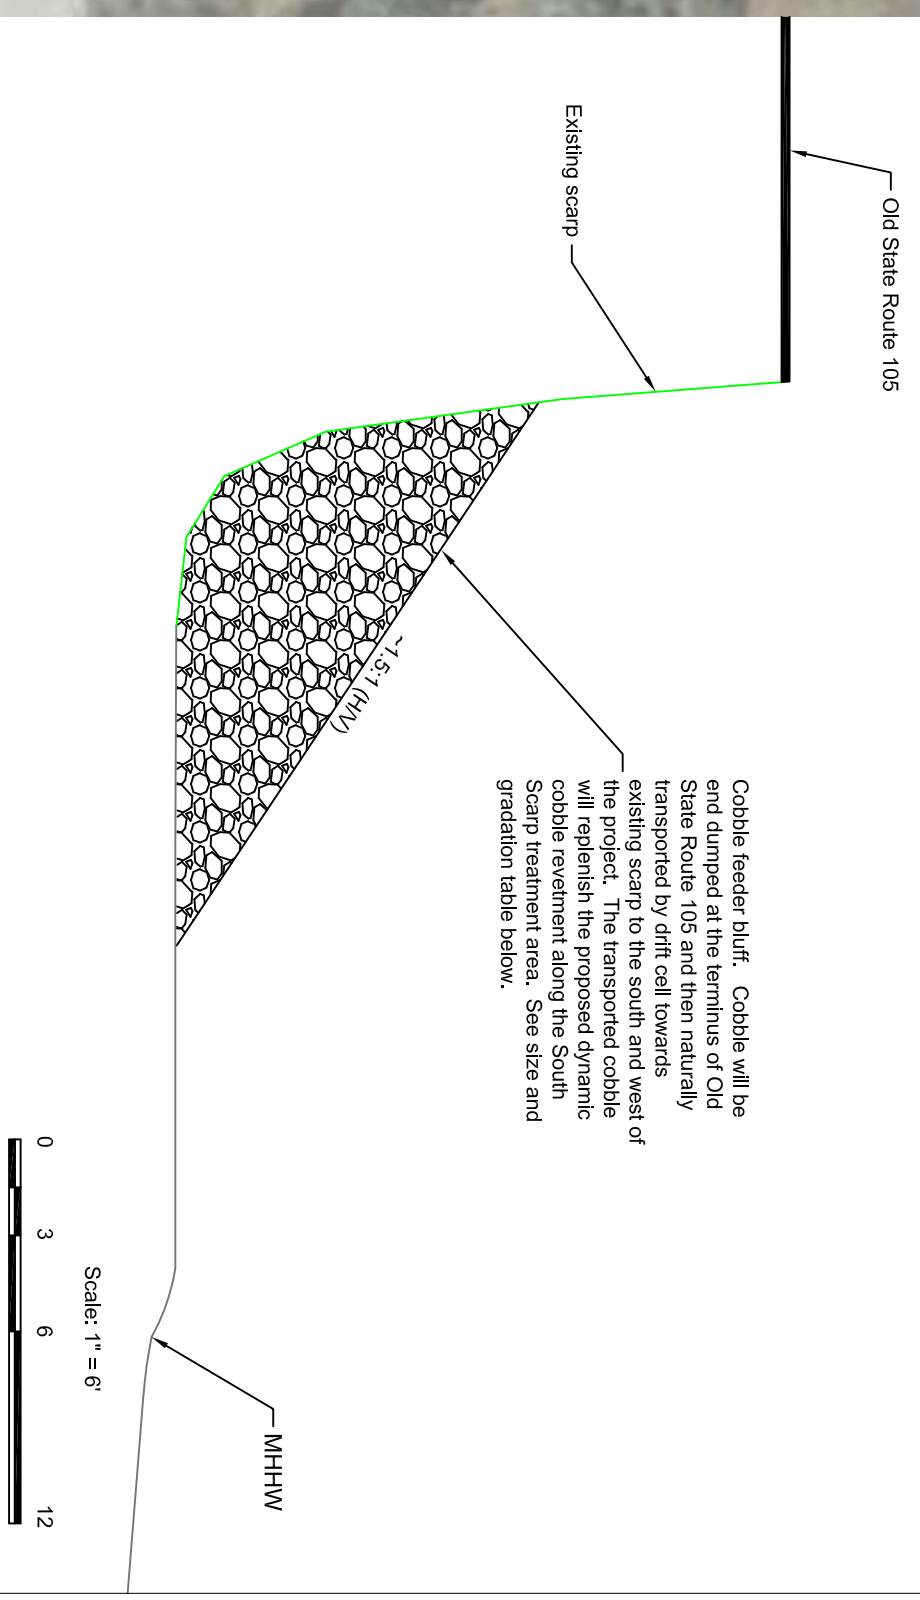 Old State Route 105
Existing scarp
Cobble feeder bluff.  Cobble will be
end dumped at the terminus of Old
State Route 105 and then naturally
transported by drift cell towards
existing scarp to the south and west of
the project.  The transported cobble
will replenish the proposed dynamic
cobble revetment along the South
Scarp treatment area.  See size and
gradation table below.
~1.5:1 (H/V)
MHHW
Scale: 1" = 6'
0 3 6 12